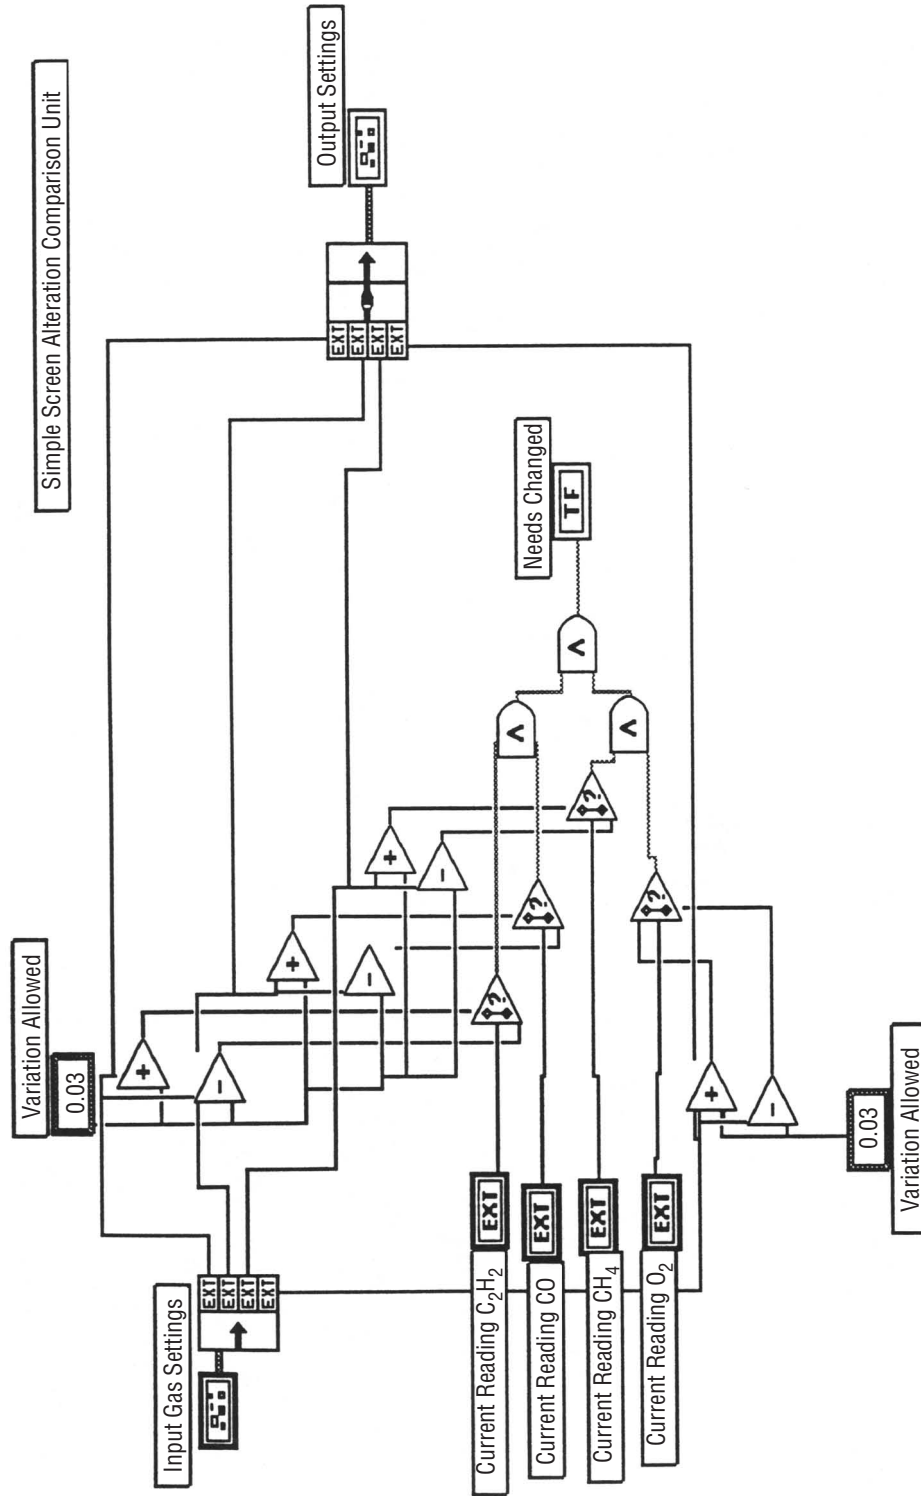 Simple Screen Alteration Comparison Unit
Variation Allowed
0.03
Input Gas Settings
EXT
EXT
EXT
EXT
EXT
EXT
EXT
EXT
Output Settings
+
-
+
-
+
-
?
?
?
?
Λ
Λ
Λ
Needs Changed
TF
Current Reading C₂H₂
EXT
Current Reading CO
EXT
Current Reading CH₄
EXT
Current Reading O₂
EXT
+
-
0.03
Variation Allowed